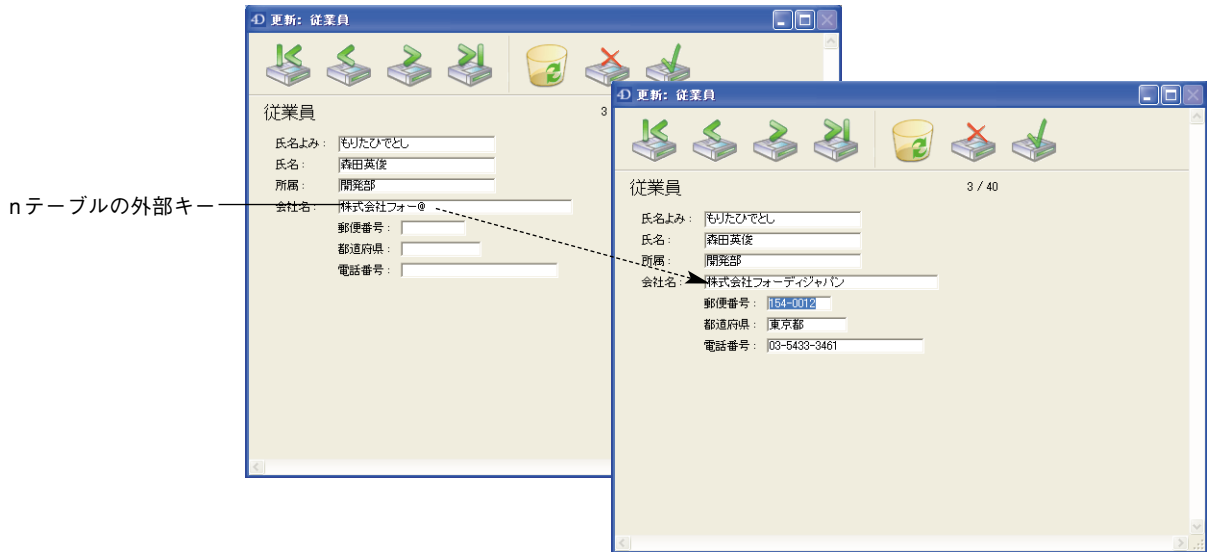 更新: 従業員
従業員
3
氏名よみ: もりたひでとし
氏名: 森田英俊
所属: 開発部
nテーブルの外部キー
会社名: 株式会社フォー@
郵便番号:
都道府県:
電話番号:
更新: 従業員
従業員
3 / 40
氏名よみ: もりたひでとし
氏名: 森田英俊
所属: 開発部
会社名: 株式会社フォーディジャパン
郵便番号: 154-0012
都道府県: 東京都
電話番号: 03-5433-3461